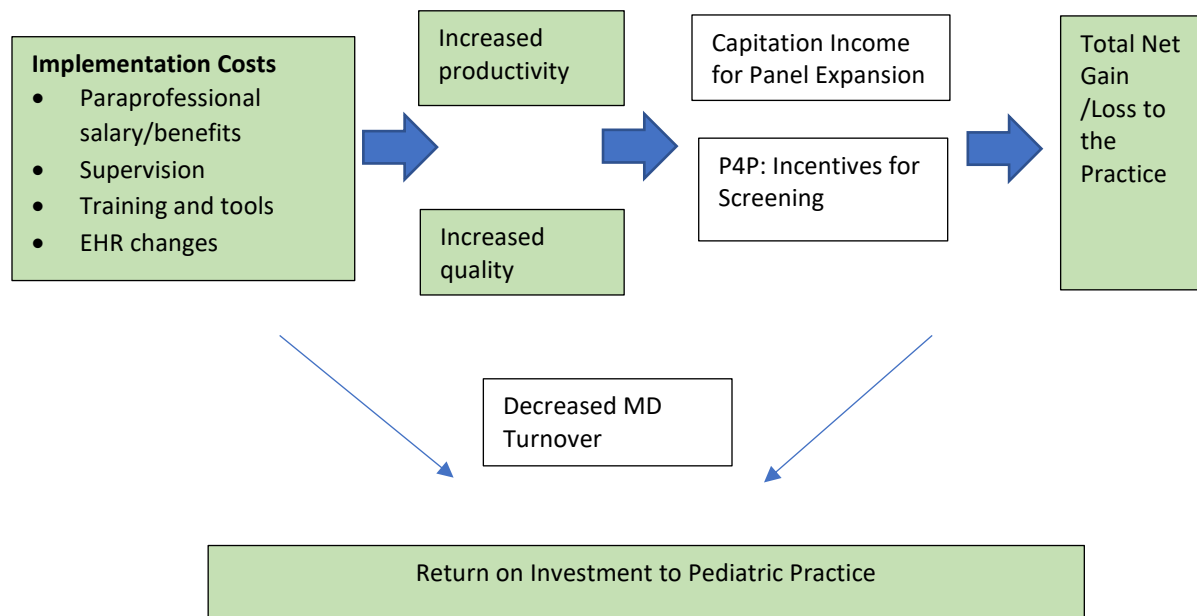 Implementation Costs
• Paraprofessional
salary/benefits
• Supervision
• Training and tools
• EHR changes
Increased
productivity
Increased
quality
Capitation Income
for Panel Expansion
P4P: Incentives for
Screening
Total Net
Gain
/Loss to
the
Practice
Decreased MD
Turnover
Return on Investment to Pediatric Practice